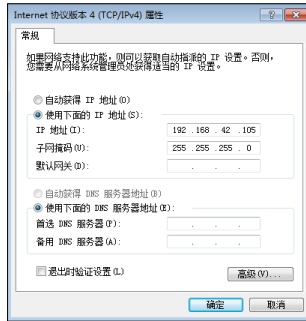 Internet 协议版本 4 (TCP/IPv4) 属性
常规
如果网络支持此功能，则可以获取自动指派的 IP 设置。否则，
您需要从网络系统管理员处获得适当的 IP 设置。
自动获得 IP 地址(O)
使用下面的 IP 地址(S):
IP 地址(I): 192 .168 . 42 .105
子网掩码(U): 255 .255 .255 . 0
默认网关(D): . . .
自动获得 DNS 服务器地址(B)
使用下面的 DNS 服务器地址(E):
首选 DNS 服务器(P): . . .
备用 DNS 服务器(A): . . .
退出时验证设置(L)
高级(V)...
确定 取消